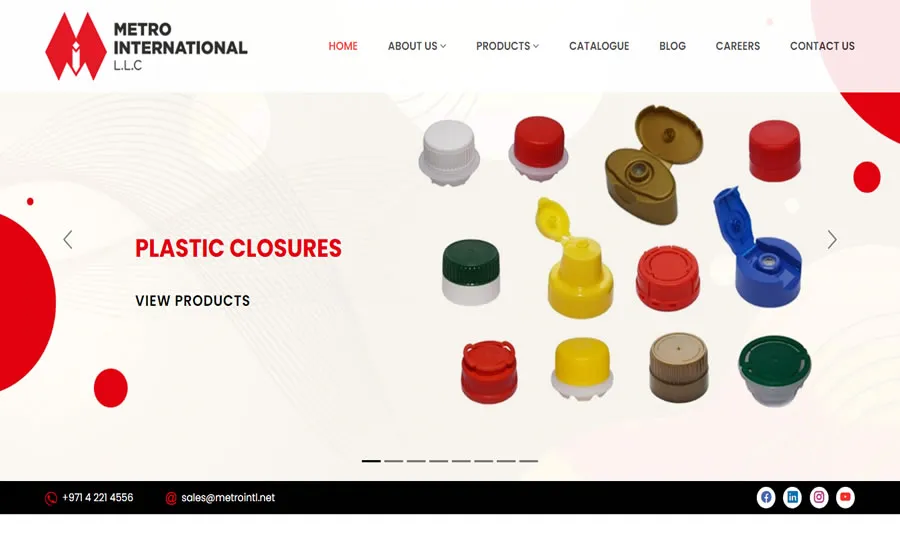 METRO
INTERNATIONAL
L.L.C
HOME ABOUT US PRODUCTS CATALOGUE BLOG CAREERS CONTACT US
PLASTIC CLOSURES
VIEW PRODUCTS
+971 4 221 4556 sales@metrointl.net